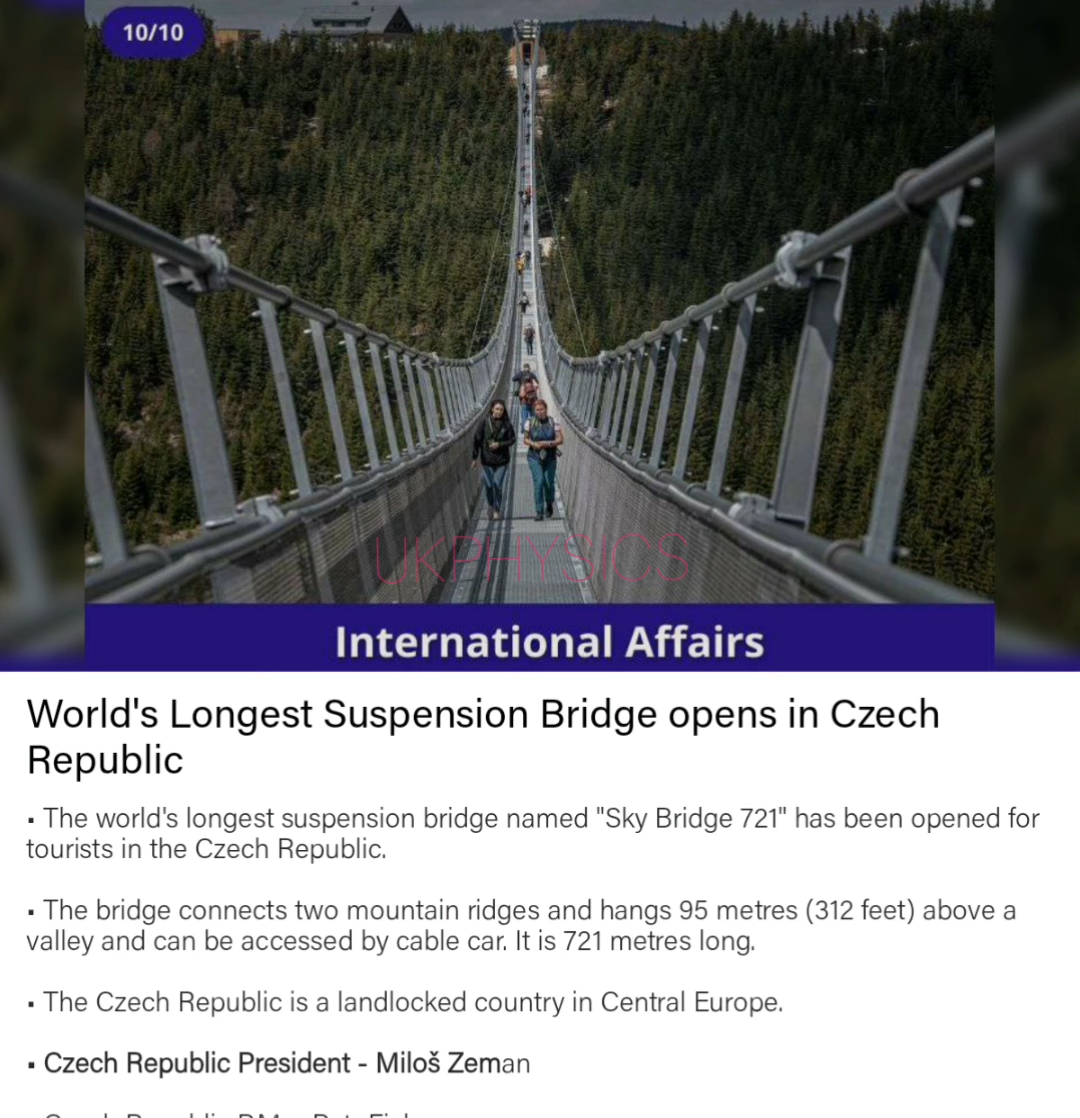 10/10
UKPHYSICS
International Affairs
World's Longest Suspension Bridge opens in Czech
Republic
▪ The world's longest suspension bridge named "Sky Bridge 721" has been opened for
tourists in the Czech Republic.
▪ The bridge connects two mountain ridges and hangs 95 metres (312 feet) above a
valley and can be accessed by cable car. It is 721 metres long.
▪ The Czech Republic is a landlocked country in Central Europe.
▪ Czech Republic President - Miloš Zeman